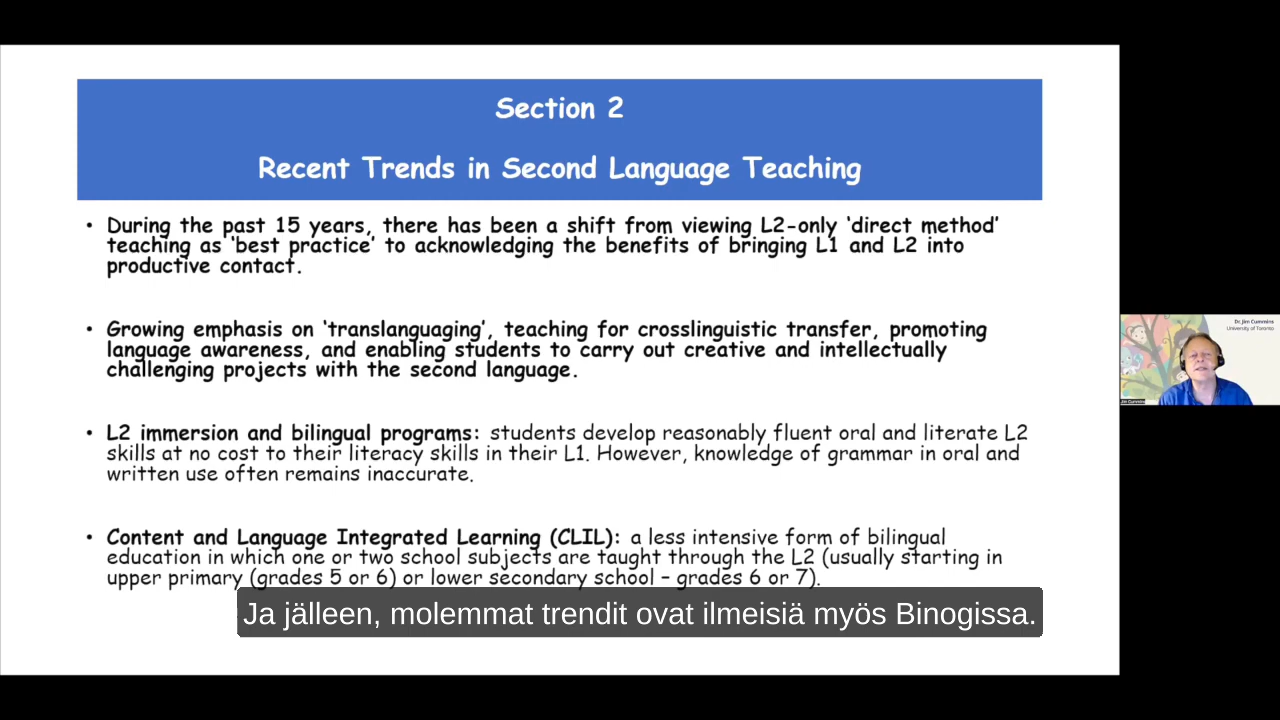 Section 2
Recent Trends in Second Language Teaching
• During the past 15 years, there has been a shift from viewing L2-only ‘direct method’
teaching as ‘best practice’ to acknowledging the benefits of bringing L1 and L2 into
productive contact.
• Growing emphasis on ‘translanguaging’, teaching for crosslinguistic transfer, promoting
language awareness, and enabling students to carry out creative and intellectually
challenging projects with the second language.
• L2 immersion and bilingual programs: students develop reasonably fluent oral and literate L2
skills at no cost to their literacy skills in their L1. However, knowledge of grammar in oral and
written use often remains inaccurate.
• Content and Language Integrated Learning (CLIL): a less intensive form of bilingual
education in which one or two school subjects are taught through the L2 (usually starting in
upper primary (grades 5 or 6) or lower secondary school – grades 6 or 7).
Ja jälleen, molemmat trendit ovat ilmeisiä myös Binogissa.
Dr. Jim Cummins
University of Toronto
Jim Cummins